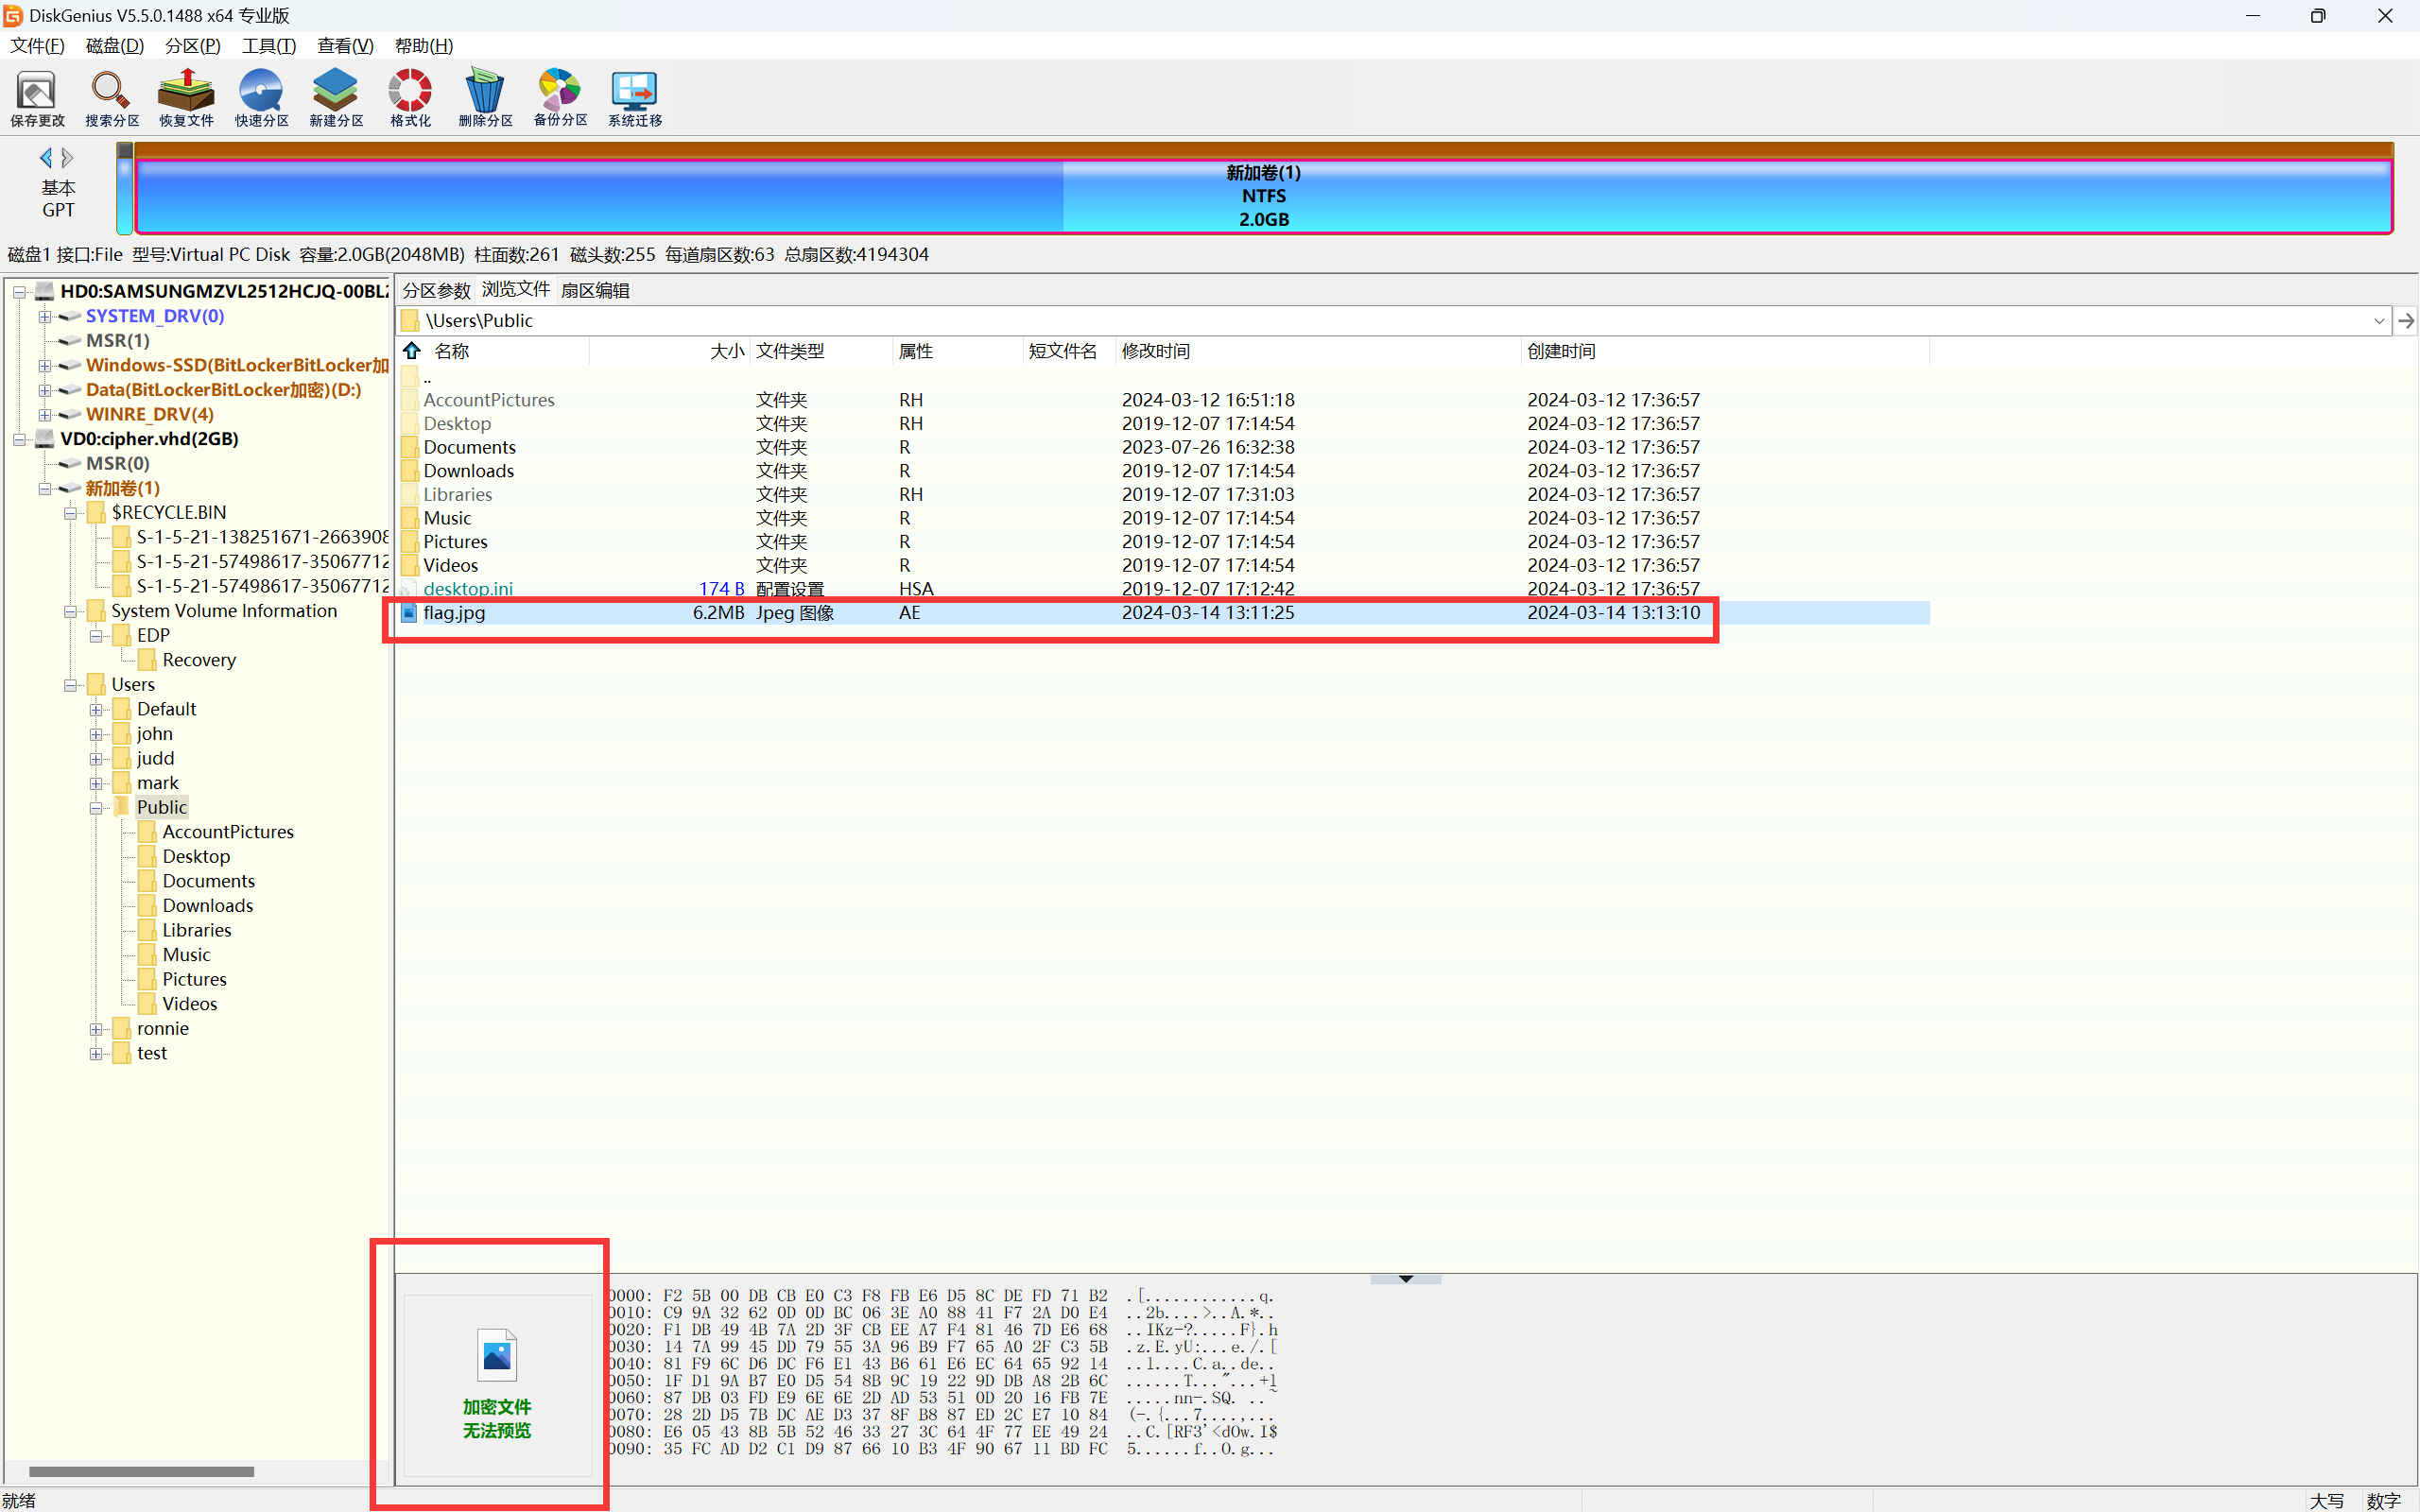 DiskGenius V5.5.0.1488 x64 专业版
文件(F) 磁盘(D) 分区(P) 工具(T) 查看(V) 帮助(H)
保存更改 搜索分区 恢复文件 快速分区 新建分区 格式化 删除分区 备份分区 系统迁移
基本
GPT
新加卷(1)
NTFS
2.0GB
磁盘1 接口:File 型号:Virtual PC Disk 容量:2.0GB(2048MB) 柱面数:261 磁头数:255 每道扇区数:63 总扇区数:4194304
HD0:SAMSUNGMZVL2512HCJQ-00BL2
SYSTEM_DRV(0)
MSR(1)
Windows-SSD(BitLockerBitLocker加
Data(BitLockerBitLocker加密)(D:)
WINRE_DRV(4)
VD0:cipher.vhd(2GB)
MSR(0)
新加卷(1)
$RECYCLE.BIN
S-1-5-21-138251671-2663908
S-1-5-21-57498617-35067712
S-1-5-21-57498617-35067712
System Volume Information
EDP
Recovery
Users
Default
john
judd
mark
Public
AccountPictures
Desktop
Documents
Downloads
Libraries
Music
Pictures
Videos
ronnie
test
分区参数 浏览文件 扇区编辑
\Users\Public
名称 大小 文件类型 属性 短文件名 修改时间 创建时间
..
AccountPictures 文件夹 RH 2024-03-12 16:51:18 2024-03-12 17:36:57
Desktop 文件夹 RH 2019-12-07 17:14:54 2024-03-12 17:36:57
Documents 文件夹 R 2023-07-26 16:32:38 2024-03-12 17:36:57
Downloads 文件夹 R 2019-12-07 17:14:54 2024-03-12 17:36:57
Libraries 文件夹 RH 2019-12-07 17:31:03 2024-03-12 17:36:57
Music 文件夹 R 2019-12-07 17:14:54 2024-03-12 17:36:57
Pictures 文件夹 R 2019-12-07 17:14:54 2024-03-12 17:36:57
Videos 文件夹 R 2019-12-07 17:14:54 2024-03-12 17:36:57
desktop.ini 174 B 配置设置 HSA 2019-12-07 17:12:42 2024-03-12 17:36:57
flag.jpg 6.2MB Jpeg 图像 AE 2024-03-14 13:11:25 2024-03-14 13:13:10
加密文件
无法预览
0000: F2 5B 00 DB CB E0 C3 F8 FB E6 D5 8C DE FD 71 B2 .[............q.
0010: C9 9A 32 62 0D 0D BC 06 3E A0 88 41 F7 2A D0 E4 ..2b....>..A.*..
0020: F1 DB 49 4B 7A 2D 3F CB EE A7 F4 81 46 7D E6 68 ..IKz-?.....F}.h
0030: 14 7A 99 45 DD 79 55 3A 96 B9 F7 65 A0 2F C3 5B .z.E.yU:...e./.[
0040: 81 F9 6C D6 DC F6 E1 43 B6 61 E6 EC 64 65 92 14 ..l....C.a..de..
0050: 1F D1 9A B7 E0 D5 54 8B 9C 19 22 9D DB A8 2B 6C ......T..."...+l
0060: 87 DB 03 FD E9 6E 6E 2D AD 53 51 0D 20 16 FB 7E .....nn-.SQ. ..~
0070: 28 2D D5 7B DC AE D3 37 8F B8 87 ED 2C E7 10 84 (-.{...7....,...
0080: E6 05 43 8B 5B 52 46 33 27 3C 64 4F 77 EE 49 24 ..C.[RF3'<dOw.I$
0090: 35 FC AD D2 C1 D9 87 66 10 B3 4F 90 67 11 BD FC 5......f..O.g...
就绪 大写 数字